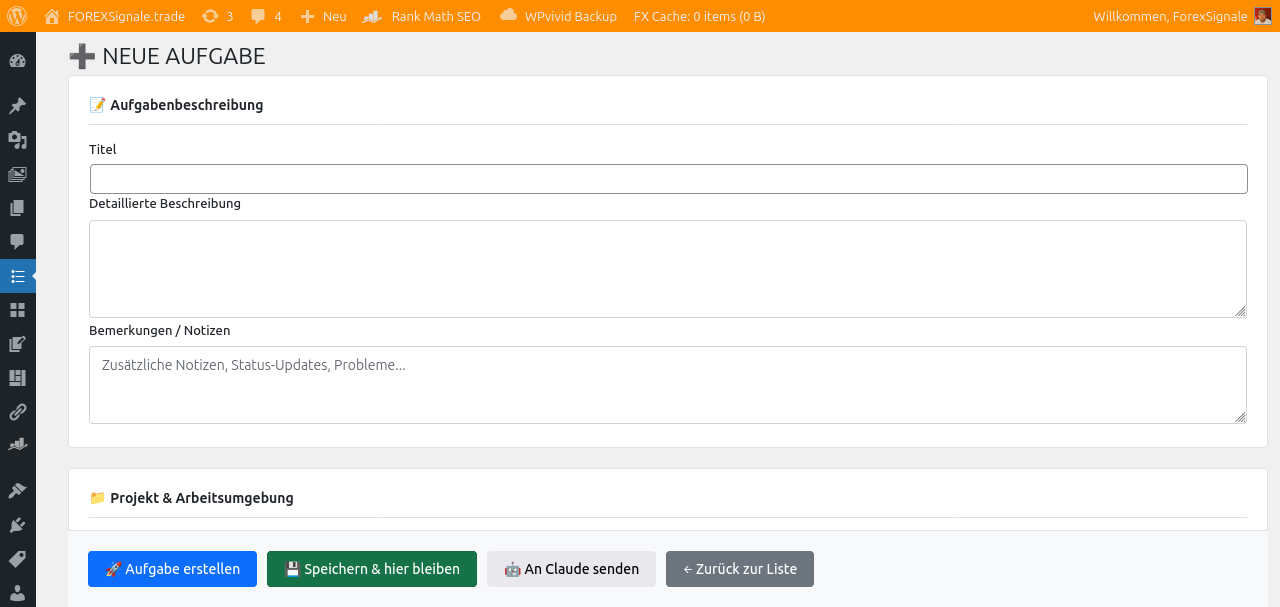 FOREXSignale.trade 3 4 Neu Rank Math SEO WPvivid Backup FX Cache: 0 items (0 B) Willkommen, ForexSignale
➕ NEUE AUFGABE
📝 Aufgabenbeschreibung
Titel
Detaillierte Beschreibung
Bemerkungen / Notizen
Zusätzliche Notizen, Status-Updates, Probleme...
📁 Projekt & Arbeitsumgebung
🚀 Aufgabe erstellen 💾 Speichern & hier bleiben 🤖 An Claude senden ← Zurück zur Liste